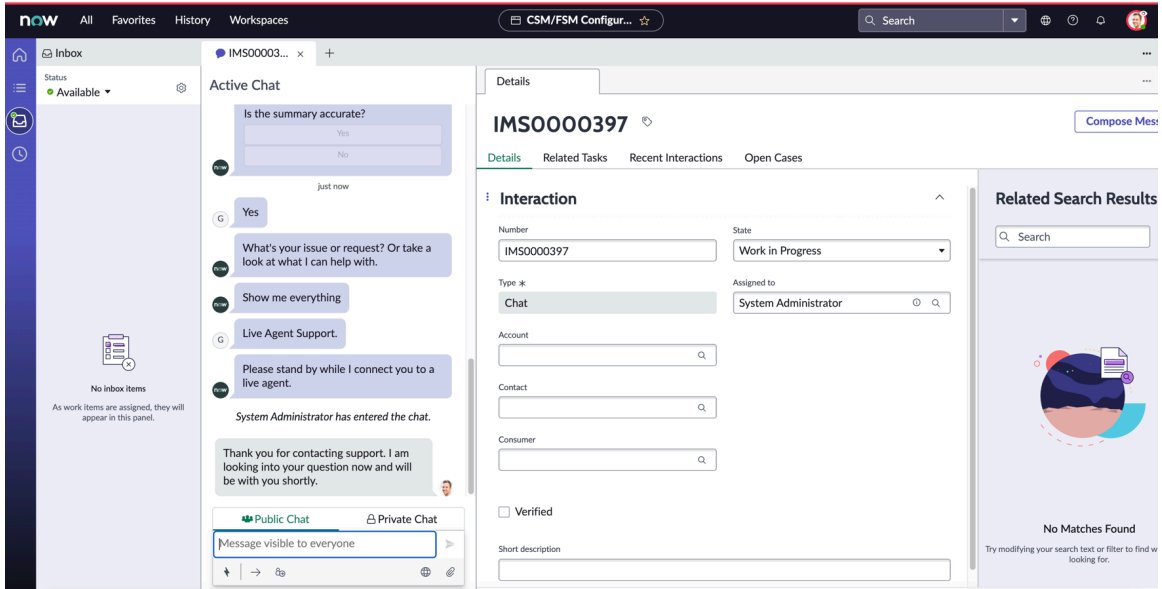 now All Favorites History Workspaces CSM/FSM Configur... Search
Inbox
Status
Available
No inbox items
As work items are assigned, they will
appear in this panel.
IMS00003... × +
Active Chat
Is the summary accurate?
Yes
No
now
just now
G Yes
What's your issue or request? Or take a
look at what I can help with.
now
Show me everything
now
G Live Agent Support.
Please stand by while I connect you to a
live agent.
now
System Administrator has entered the chat.
Thank you for contacting support. I am
looking into your question now and will
be with you shortly.
Public Chat Private Chat
Message visible to everyone
Details
IMS0000397
Compose Mess
Details Related Tasks Recent Interactions Open Cases
Interaction
Number
IMS0000397
State
Work in Progress
Type *
Chat
Assigned to
System Administrator
Account
Contact
Consumer
Verified
Short description
Related Search Results
Search
No Matches Found
Try modifying your search text or filter to find w
looking for.